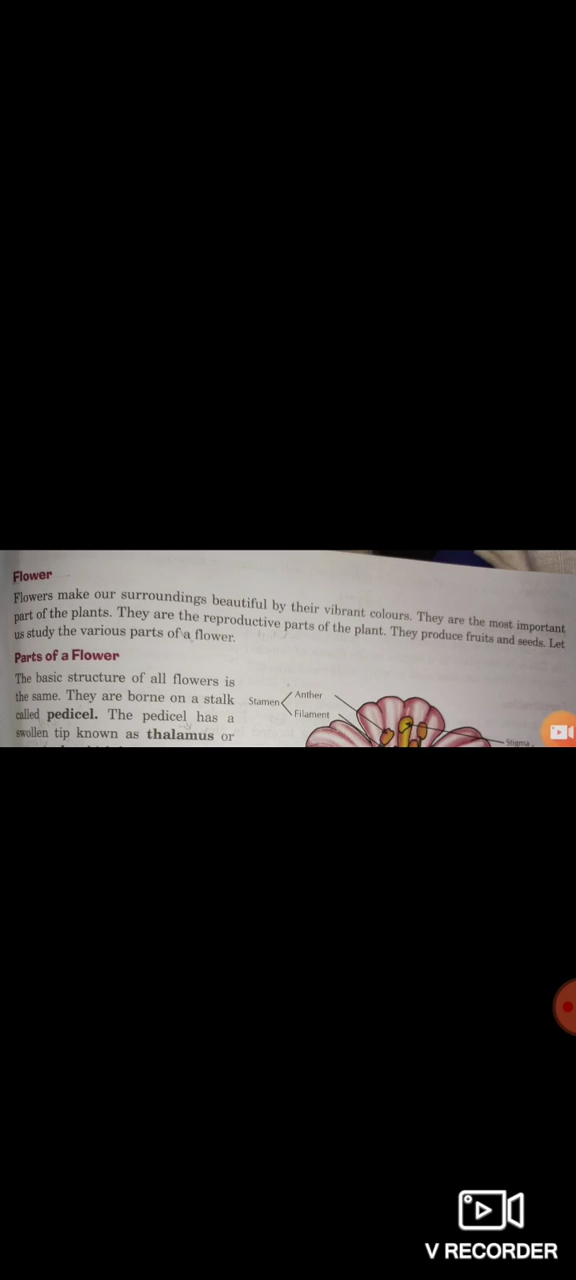 Flower
Flowers make our surroundings beautiful by their vibrant colours. They are the most important
part of the plants. They are the reproductive parts of the plant. They produce fruits and seeds. Let
us study the various parts of a flower.
Parts of a Flower
The basic structure of all flowers is
the same. They are borne on a stalk
called pedicel. The pedicel has a
swollen tip known as thalamus or
Stamen
Anther
Filament
Stigma
V RECORDER